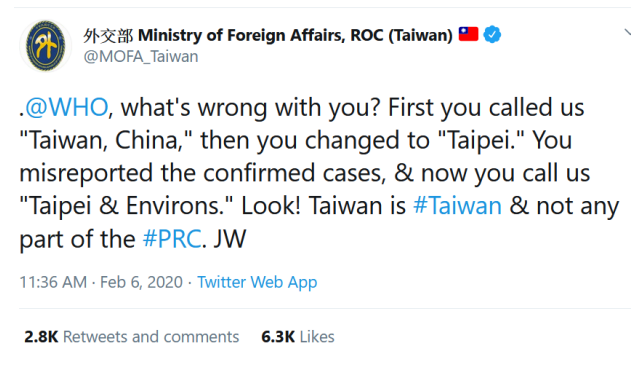 外交部 Ministry of Foreign Affairs, ROC (Taiwan) 🇹🇼
@MOFA_Taiwan
.@WHO, what's wrong with you? First you called us
"Taiwan, China," then you changed to "Taipei." You
misreported the confirmed cases, & now you call us
"Taipei & Environs." Look! Taiwan is #Taiwan & not any
part of the #PRC. JW
11:36 AM · Feb 6, 2020 · Twitter Web App
2.8K Retweets and comments 6.3K Likes